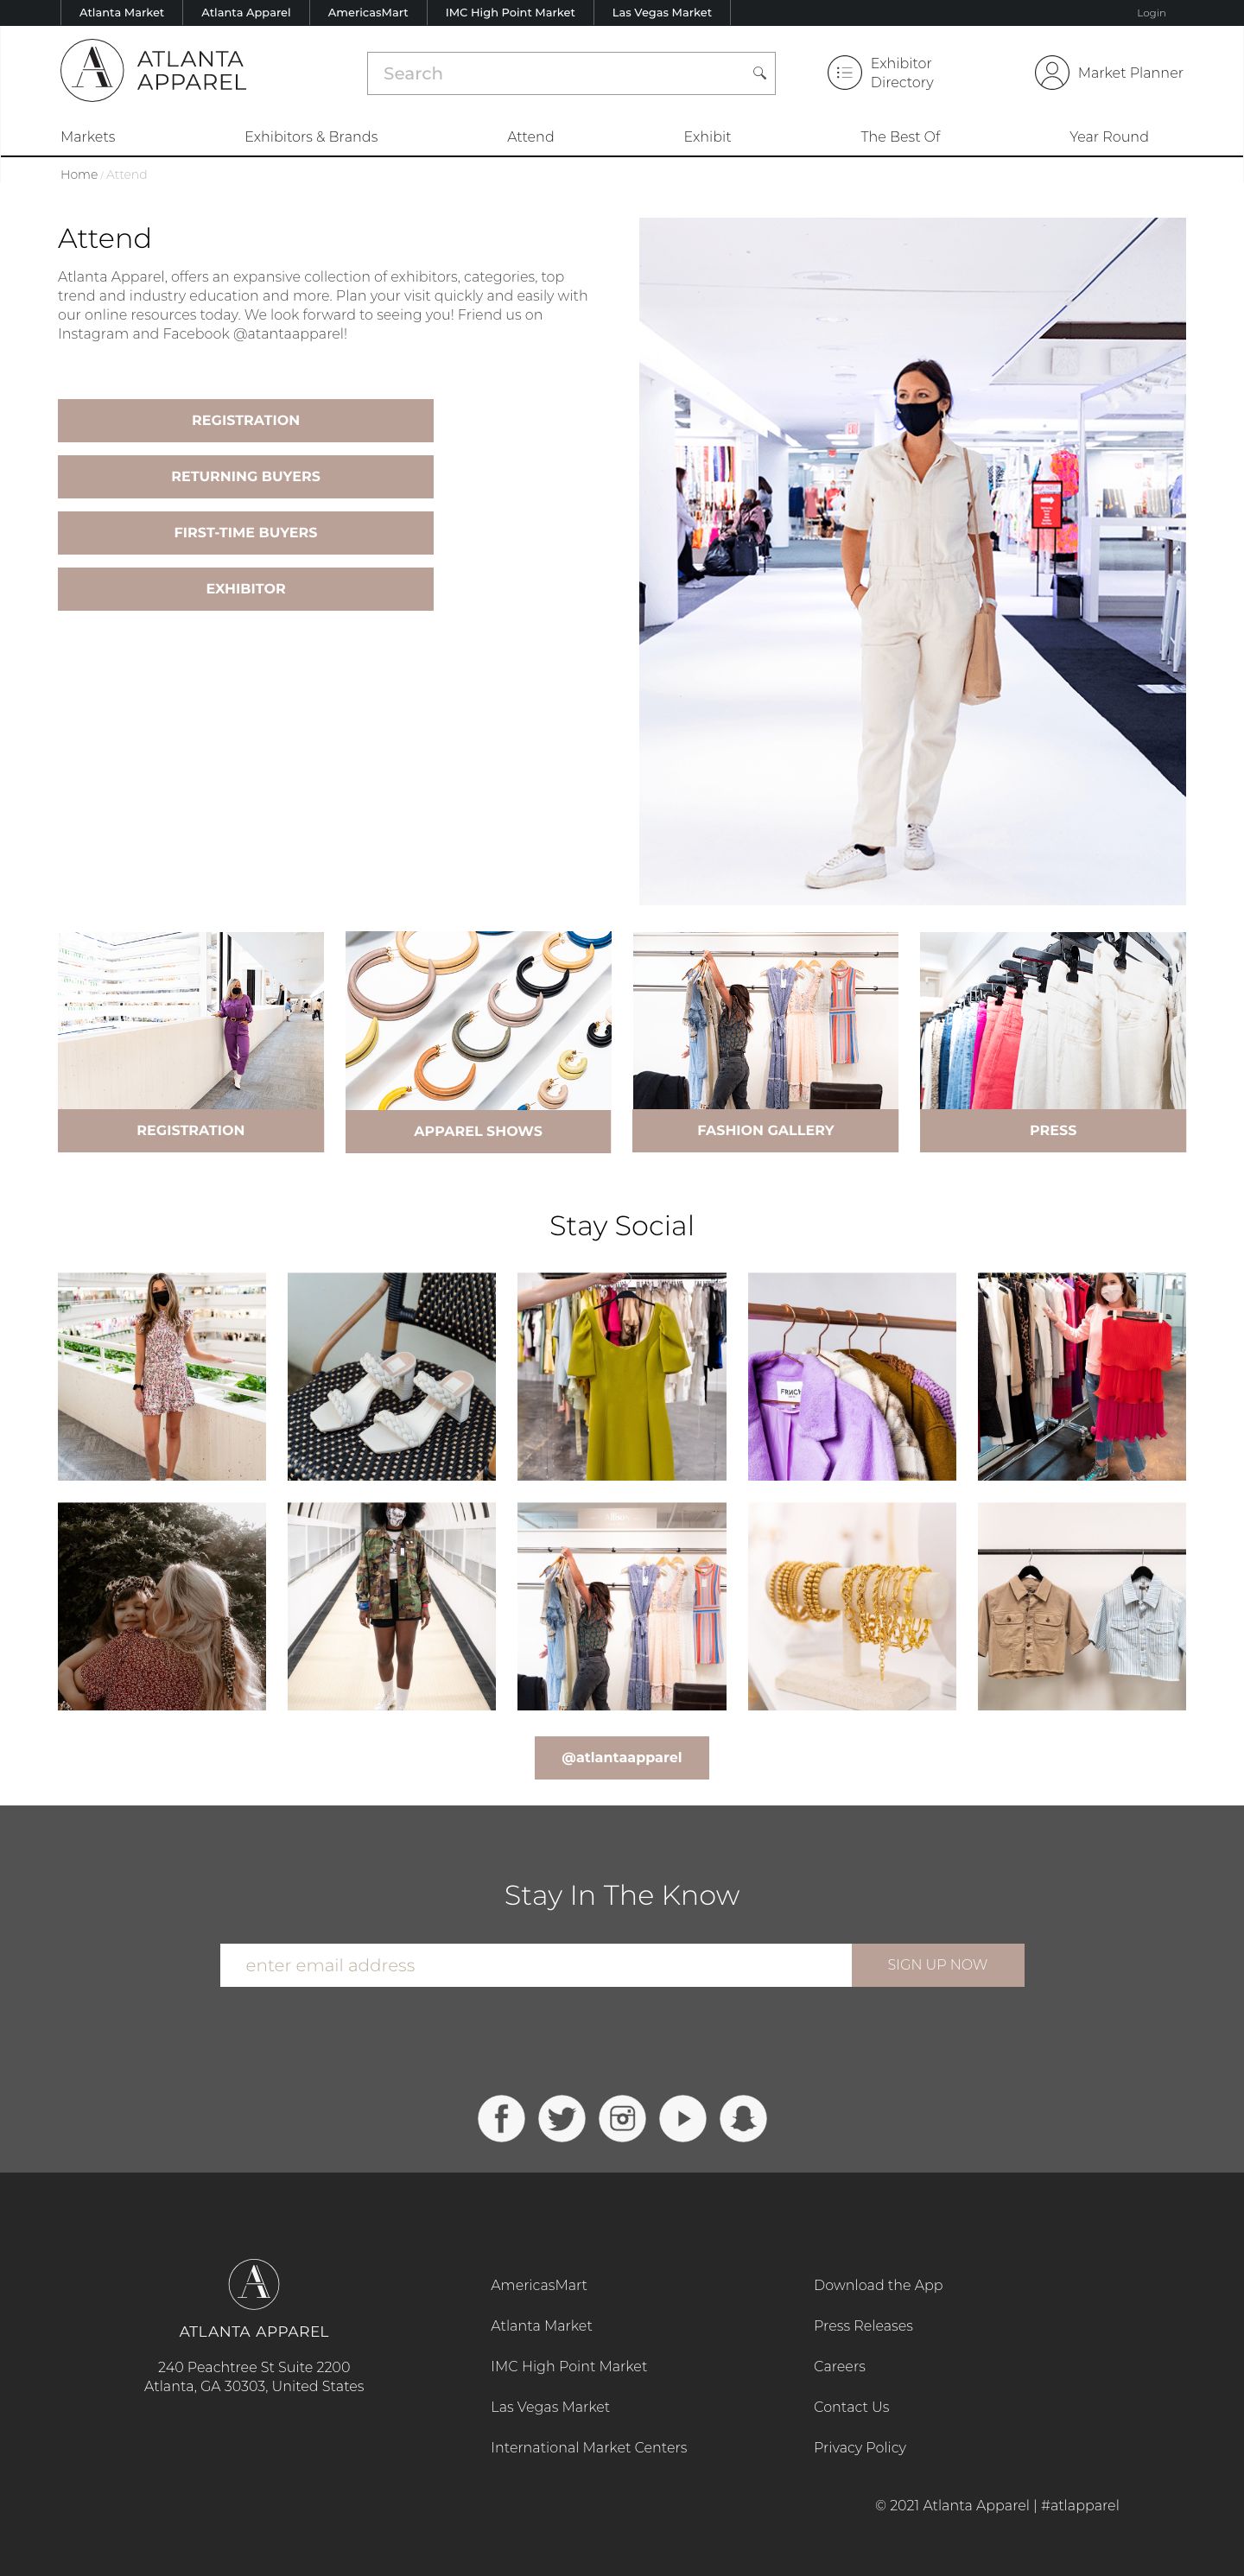 Atlanta Market
Atlanta Apparel
AmericasMart
IMC High Point Market
Las Vegas Market
Login
ATLANTA
APPAREL
Search
Exhibitor
Directory
Market Planner
Markets
Exhibitors & Brands
Attend
Exhibit
The Best Of
Year Round
Home / Attend
Attend
Atlanta Apparel, offers an expansive collection of exhibitors, categories, top
trend and industry education and more. Plan your visit quickly and easily with
our online resources today. We look forward to seeing you! Friend us on
Instagram and Facebook @atantaapparel!
REGISTRATION
RETURNING BUYERS
FIRST-TIME BUYERS
EXHIBITOR
EXIT
REGISTRATION
APPAREL SHOWS
FASHION GALLERY
PRESS
Stay Social
FRNCH
@atlantaapparel
Stay In The Know
enter email address
SIGN UP NOW
ATLANTA APPAREL
240 Peachtree St Suite 2200
Atlanta, GA 30303, United States
AmericasMart
Atlanta Market
IMC High Point Market
Las Vegas Market
International Market Centers
Download the App
Press Releases
Careers
Contact Us
Privacy Policy
© 2021 Atlanta Apparel | #atlapparel